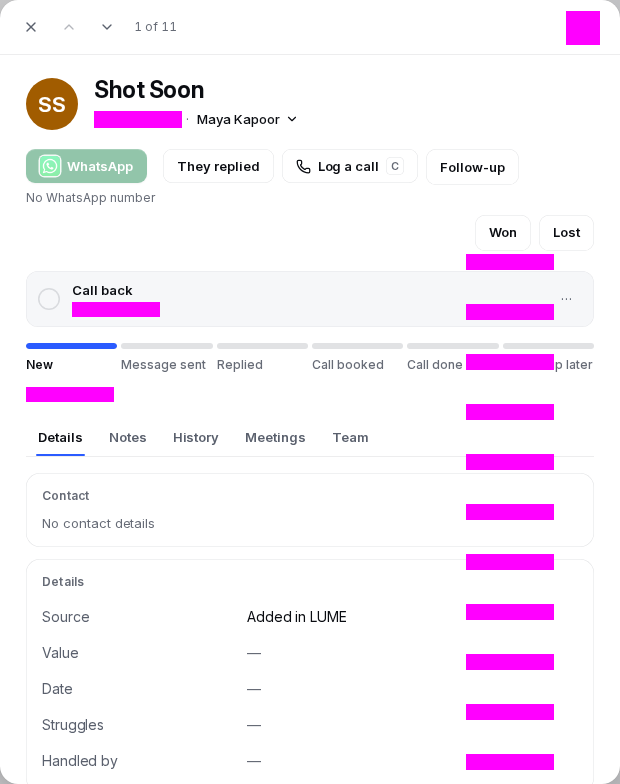 1 of 11
SS
Shot Soon
· Maya Kapoor
WhatsApp
They replied
Log a call C
Follow-up
No WhatsApp number
Won
Lost
Call back
...
New
Message sent
Replied
Call booked
Call done
p later
Details
Notes
History
Meetings
Team
Contact
No contact details
Details
Source Added in LUME
Value —
Date —
Struggles —
Handled by —